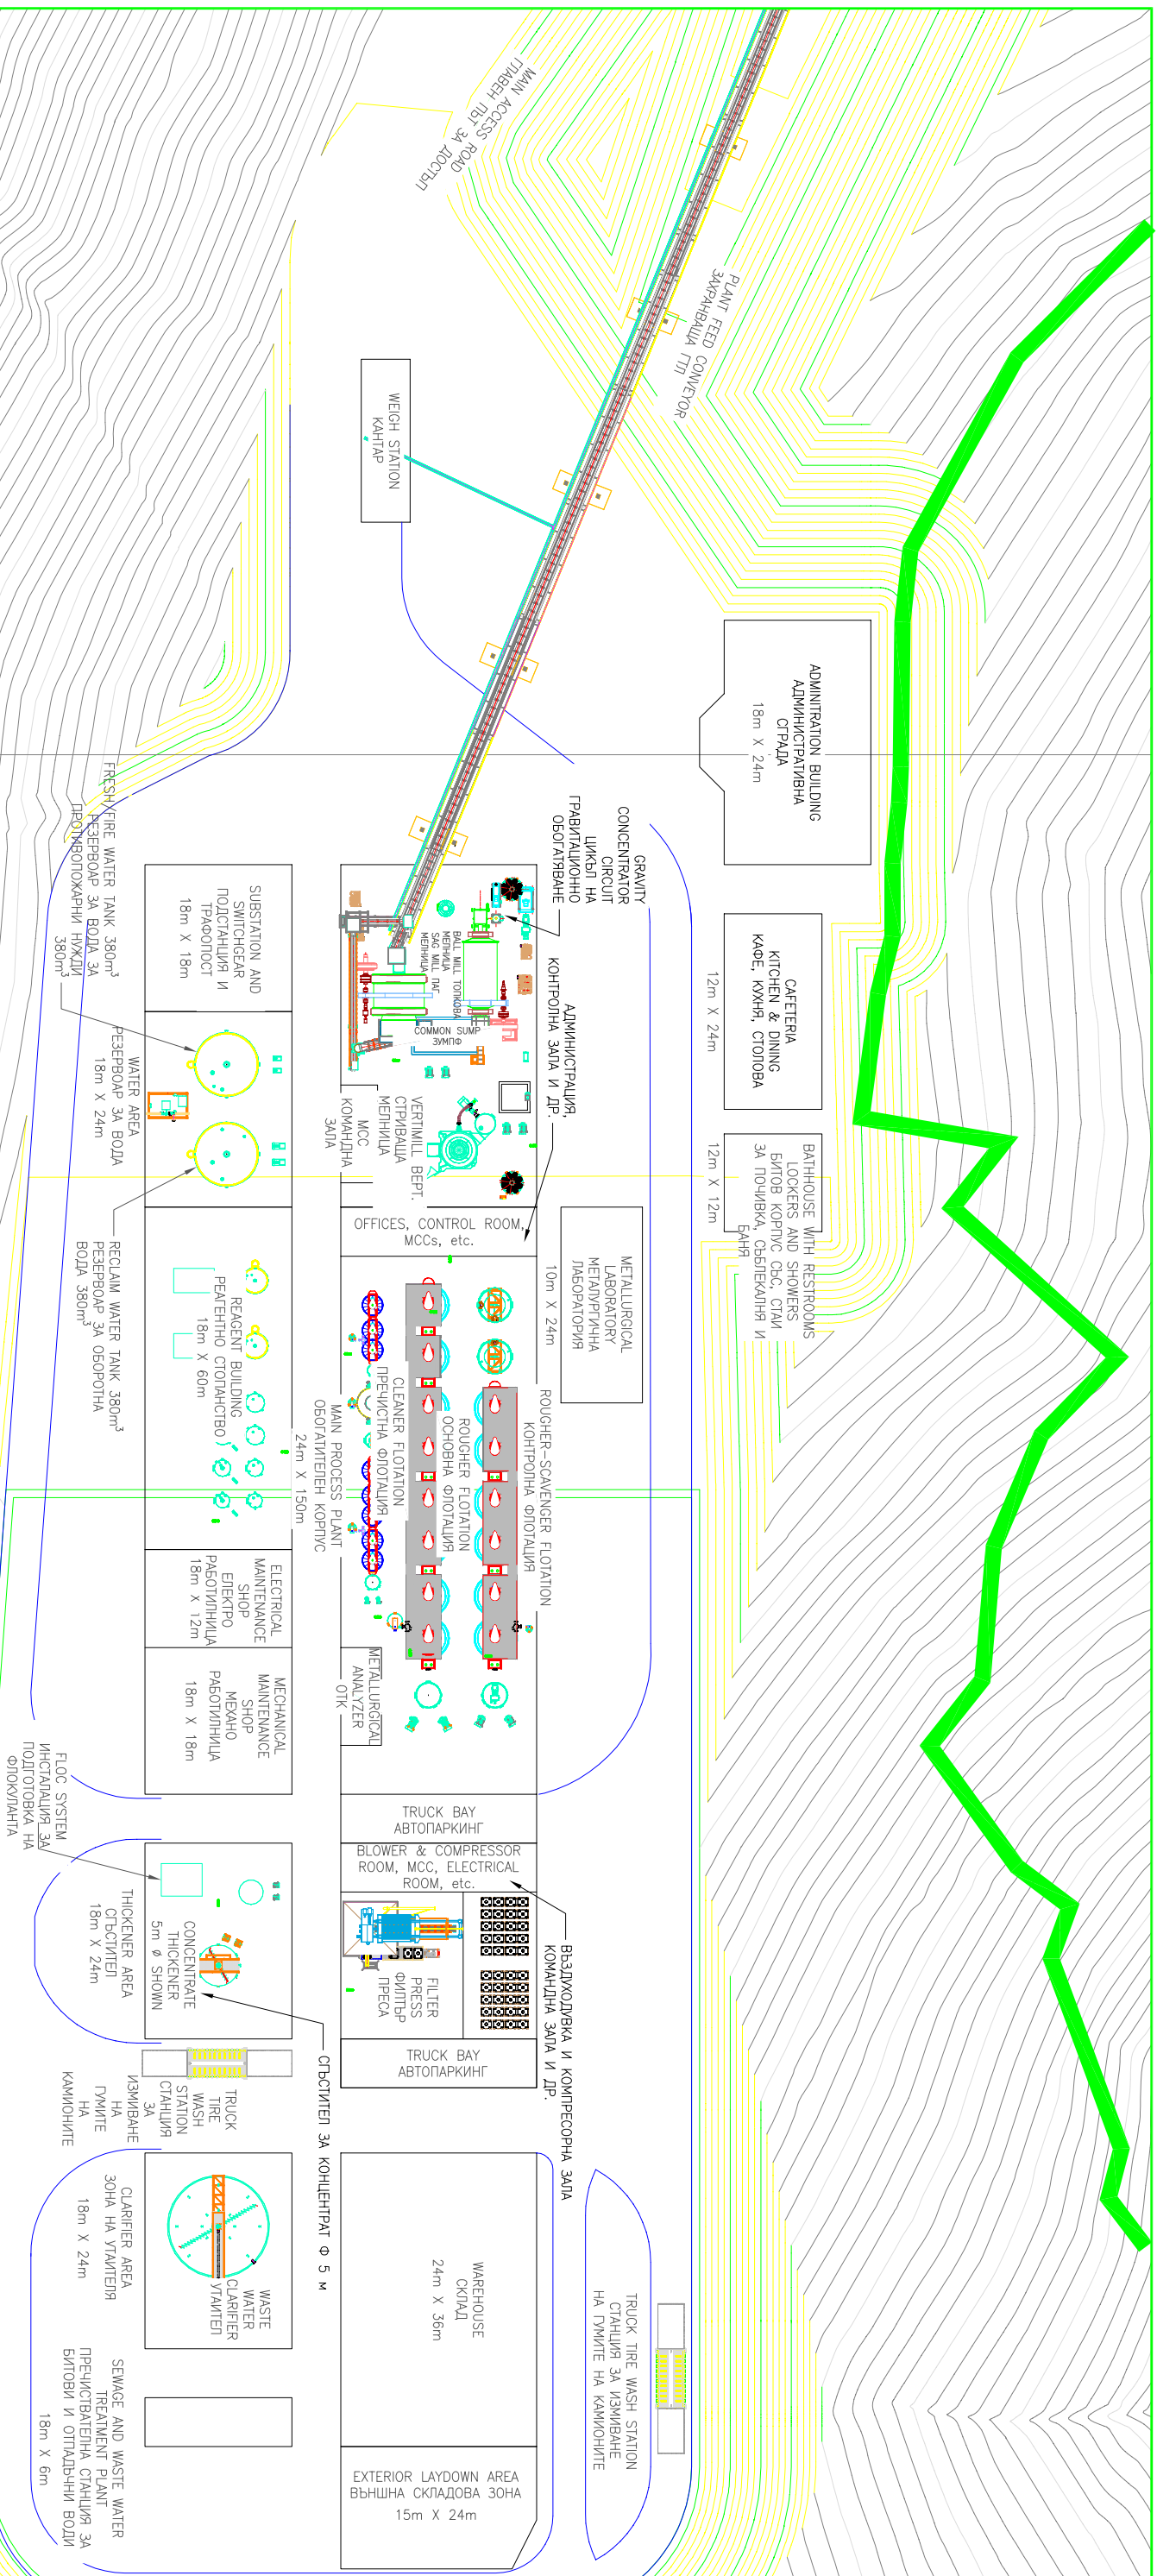 MAIN ACCESS ROAD
ГЛАВЕН ПЪТ ЗА ДОСТЪП
PLANT FEED CONVEYOR
ЗАХРАНВАЩА ГТЛ
WEIGH STATION
КАНТАР
ADMINITRATION BUILDING
АДМИНИСТРАТИВНА
СГРАДА
18m X 24m
CAFETERIA
KITCHEN & DINING
КАФЕ, КУХНЯ, СТОЛОВА
12m X 24m
BATHHOUSE WITH RESTROOMS
LOCKERS AND SHOWERS
БИТОВ КОРПУС СЪС, СТАИ
ЗА ПОЧИВКА, СЪБЛЕКАЛНЯ И
БАНЯ
12m X 12m
GRAVITY
CONCENTRATOR
CIRCUIT
ЦИКЪЛ НА
ГРАВИТАЦИОННО
ОБОГАТЯВАНЕ
АДМИНИСТРАЦИЯ,
КОНТРОЛНА ЗАЛА И ДР.
BALL MILL ТОПКОВА
МЕЛНИЦА
SAG MILL ПАГ
МЕЛНИЦА
COMMON SUMP
ЗУМПФ
VERTIMILL ВЕРТ.
СТРИВАЩА
МЕЛНИЦА
MCC
КОМАНДНА
ЗАЛА
OFFICES, CONTROL ROOM,
MCCs, etc.
METALLURGICAL
LABORATORY
МЕТАЛУРГИЧНА
ЛАБОРАТОРИЯ
10m X 24m
ROUGHER-SCAVENGER FLOTATION
КОНТРОЛНА ФЛОТАЦИЯ
ROUGHER FLOTATION
ОСНОВНА ФЛОТАЦИЯ
CLEANER FLOTATION
ПРЕЧИСТНА ФЛОТАЦИЯ
MAIN PROCESS PLANT
ОБОГАТИТЕЛЕН КОРПУС
24m X 150m
METALLURGICAL
ANALYZER
ОТК
SUBSTATION AND
SWITCHGEAR
ПОДСТАНЦИЯ И
ТРАФОПОСТ
18m X 18m
FRESH/FIRE WATER TANK 380m³
РЕЗЕРВОАР ЗА ВОДА ЗА
ПРОТИВОПОЖАРНИ НУЖДИ
380m³
WATER AREA
РЕЗЕРВОАР ЗА ВОДА
18m X 24m
RECLAIM WATER TANK 380m³
РЕЗЕРВОАР ЗА ОБОРОТНА
ВОДА 380m³
REAGENT BUILDING
РЕАГЕНТНО СТОПАНСТВО
18m X 60m
ELECTRICAL
MAINTENANCE
SHOP
ЕЛЕКТРО
РАБОТИЛНИЦА
18m X 12m
MECHANICAL
MAINTENANCE
SHOP
МЕХАНО
РАБОТИЛНИЦА
18m X 18m
TRUCK BAY
АВТОПАРКИНГ
BLOWER & COMPRESSOR
ROOM, MCC, ELECTRICAL
ROOM, etc.
ВЪЗДУХОДУВКА И КОМПРЕСОРНА ЗАЛА
КОМАНДНА ЗАЛА И ДР.
FILTER
PRESS
ФИЛТЪР
ПРЕСА
TRUCK BAY
АВТОПАРКИНГ
FLOC SYSTEM
ИНСТАЛАЦИЯ ЗА
ПОДГОТОВКА НА
ФЛОКУЛАНТА
CONCENTRATE
THICKENER
5m ø SHOWN
THICKENER AREA
СГЪСТИТЕЛ
18m X 24m
СГЪСТИТЕЛ ЗА КОНЦЕНТРАТ Ф 5 м
TRUCK
TIRE
WASH
STATION
СТАНЦИЯ
ЗА
ИЗМИВАНЕ
НА
ГУМИТЕ
НА
КАМИОНИТЕ
WASTE
WATER
CLARIFIER
УТАИТЕЛ
CLARIFIER AREA
ЗОНА НА УТАИТЕЛЯ
18m X 24m
WAREHOUSE
СКЛАД
24m X 36m
TRUCK TIRE WASH STATION
СТАНЦИЯ ЗА ИЗМИВАНЕ
НА ГУМИТЕ НА КАМИОНИТЕ
SEWAGE AND WASTE WATER
TREATMENT PLANT
ПРЕЧИСТВАТЕЛНА СТАНЦИЯ ЗА
БИТОВИ И ОТПАДЪЧНИ ВОДИ
18m X 6m
EXTERIOR LAYDOWN AREA
ВЪНШНА СКЛАДОВА ЗОНА
15m X 24m